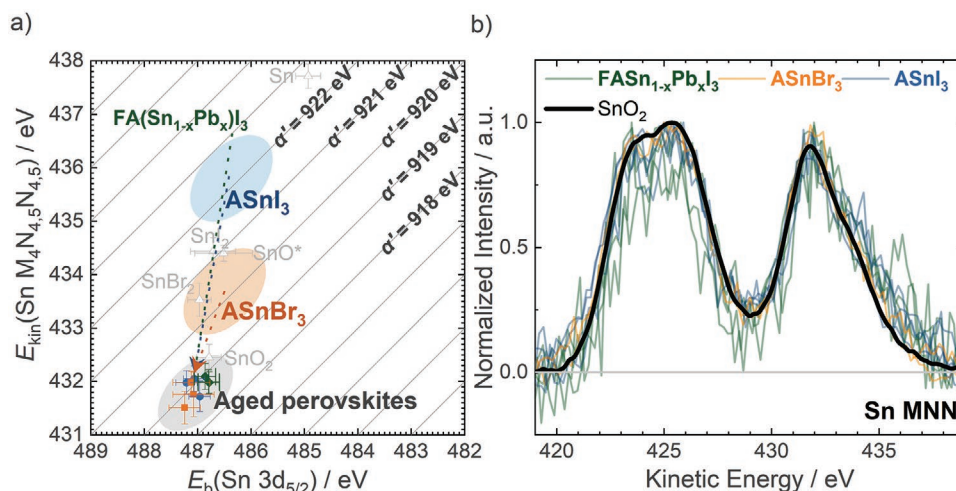 a)
438
437
436
435
434
433
432
431
E_kin(Sn M₄N₄,₅N₄,₅) / eV
489 488 487 486 485 484 483 482
E_b(Sn 3d₅/₂) / eV
Sn
FA(Sn₁₋ₓPbₓ)I₃
α' = 922 eV
α' = 921 eV
α' = 920 eV
α' = 919 eV
α' = 918 eV
ASnI₃
SnI₂
SnO*
SnBr₂
ASnBr₃
SnO₂
Aged perovskites
b)
FASn₁₋ₓPbₓI₃ ASnBr₃ ASnI₃
SnO₂
1.0
0.5
0.0
Normalized Intensity / a.u.
Sn MNN
420 425 430 435
Kinetic Energy / eV